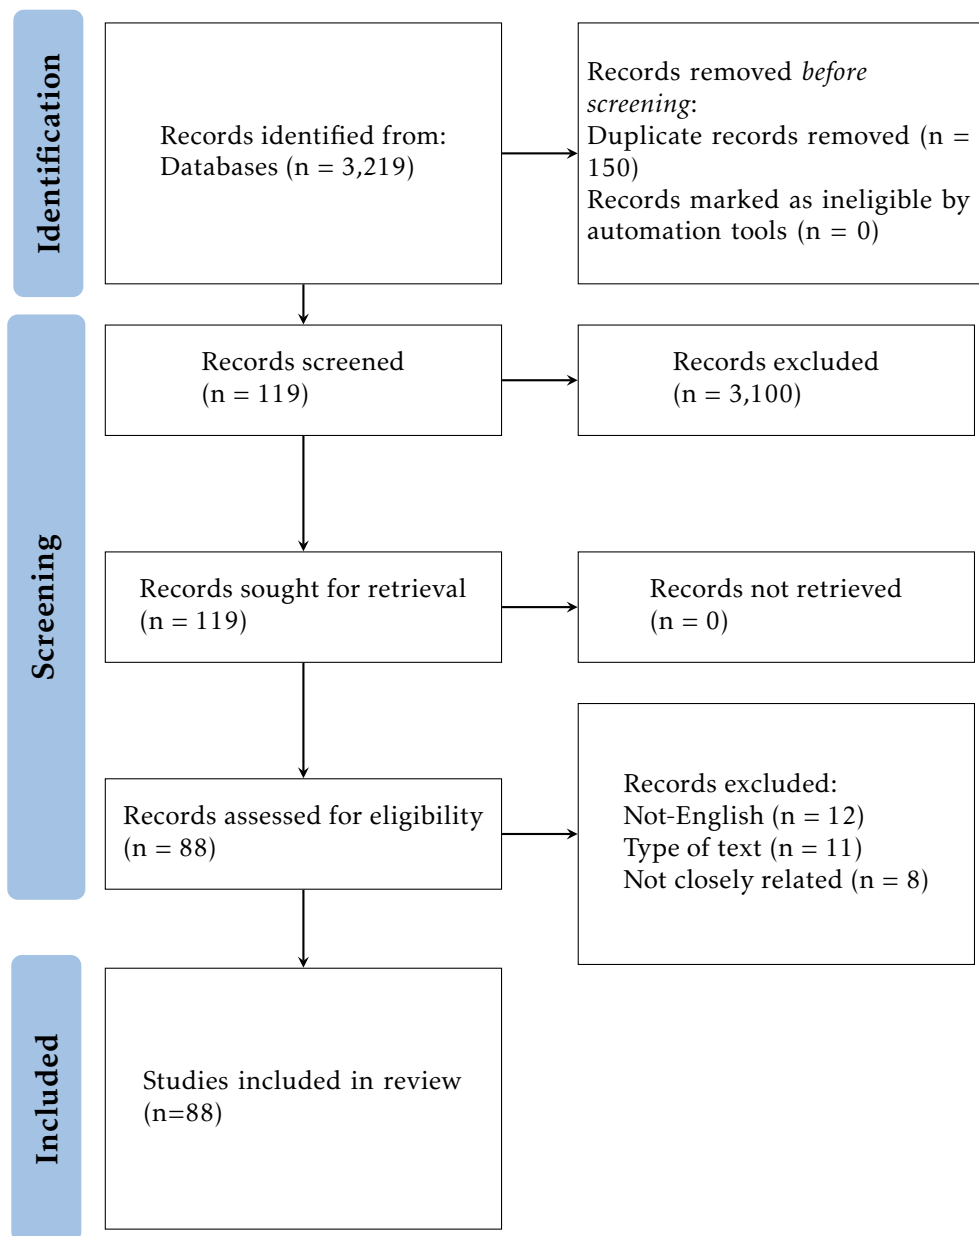 Identification
Records identified from:
Databases (n = 3,219)
Records removed before
screening:
Duplicate records removed (n =
150)
Records marked as ineligible by
automation tools (n = 0)
Screening
Records screened
(n = 119)
Records excluded
(n = 3,100)
Records sought for retrieval
(n = 119)
Records not retrieved
(n = 0)
Records assessed for eligibility
(n = 88)
Records excluded:
Not-English (n = 12)
Type of text (n = 11)
Not closely related (n = 8)
Included
Studies included in review
(n=88)